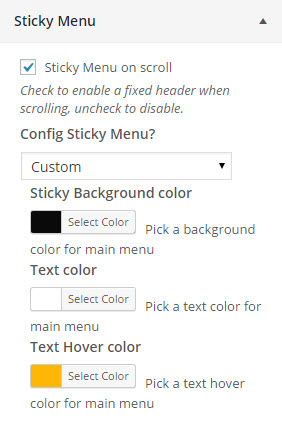 Sticky Menu
Sticky Menu on scroll
Check to enable a fixed header when
scrolling, uncheck to disable.
Config Sticky Menu?
Custom
Sticky Background color
Select Color Pick a background
color for main menu
Text color
Select Color Pick a text color for
main menu
Text Hover color
Select Color Pick a text hover
color for main menu